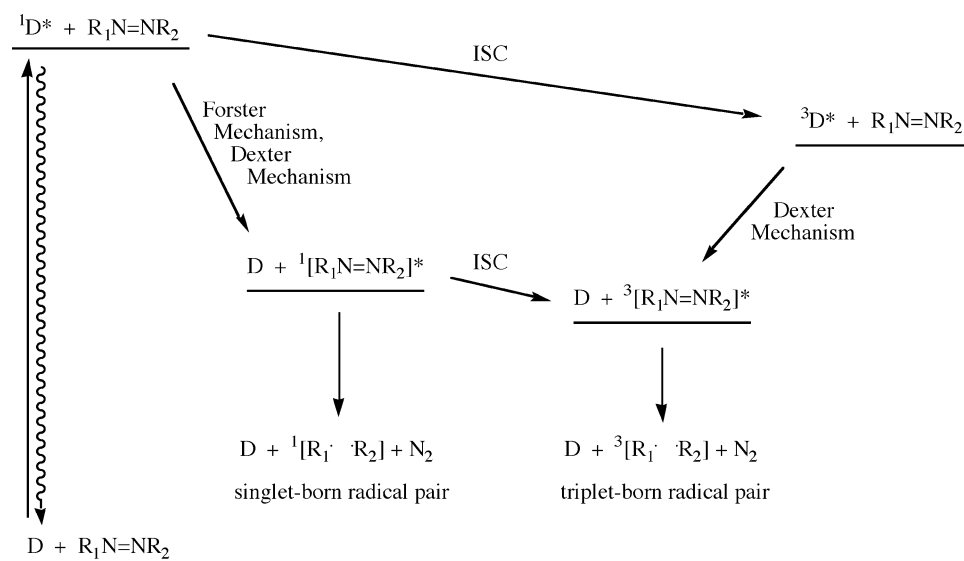 ¹D* + R₁N=NR₂
ISC
Forster
Mechanism,
Dexter
Mechanism
³D* + R₁N=NR₂
Dexter
Mechanism
D + ¹[R₁N=NR₂]*
ISC
D + ³[R₁N=NR₂]*
D + ¹[R₁· ·R₂] + N₂
D + ³[R₁· ·R₂] + N₂
singlet-born radical pair
triplet-born radical pair
D + R₁N=NR₂